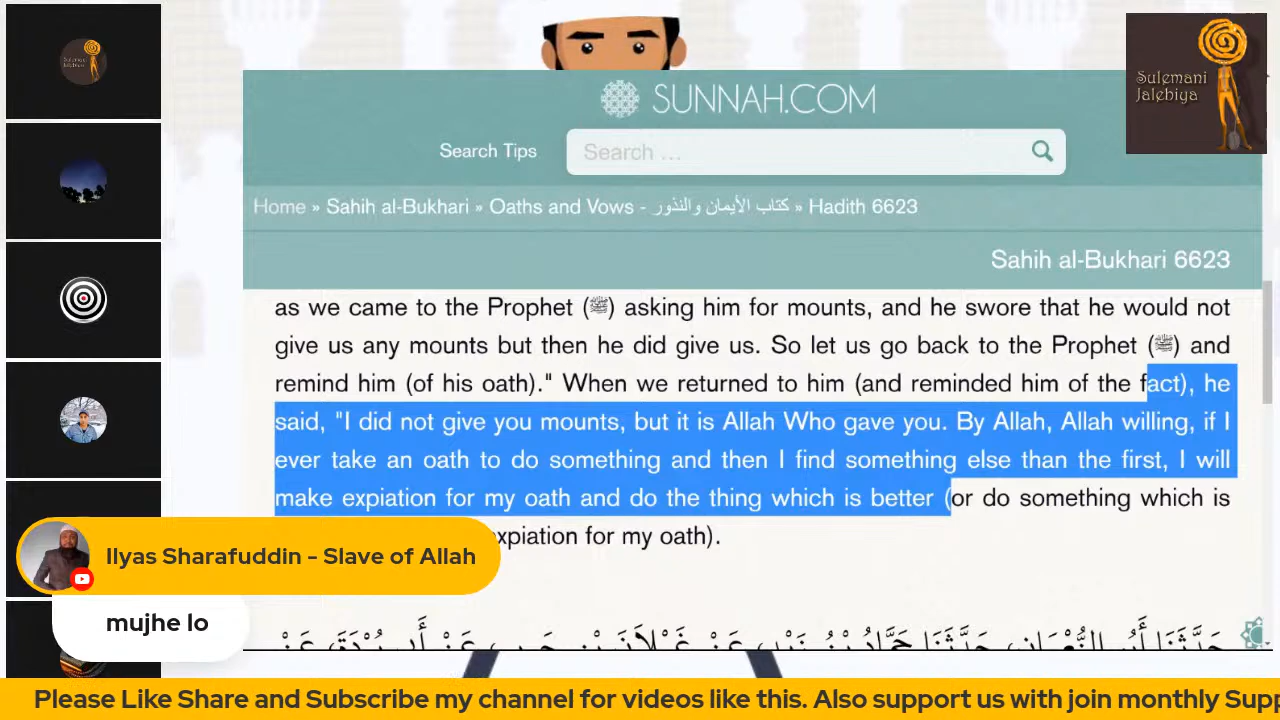 Sulemani
Jalebiya
SUNNAH.COM
Search Tips
Search ...
Home » Sahih al-Bukhari » Oaths and Vows - كتاب الأيمان والنذور » Hadith 6623
Sahih al-Bukhari 6623
as we came to the Prophet (ﷺ) asking him for mounts, and he swore that he would not
give us any mounts but then he did give us. So let us go back to the Prophet (ﷺ) and
remind him (of his oath)." When we returned to him (and reminded him of the fact), he
said, "I did not give you mounts, but it is Allah Who gave you. By Allah, Allah willing, if I
ever take an oath to do something and then I find something else than the first, I will
make expiation for my oath and do the thing which is better (or do something which is
expiation for my oath).
Ilyas Sharafuddin - Slave of Allah
mujhe lo
Please Like Share and Subscribe my channel for videos like this. Also support us with join monthly